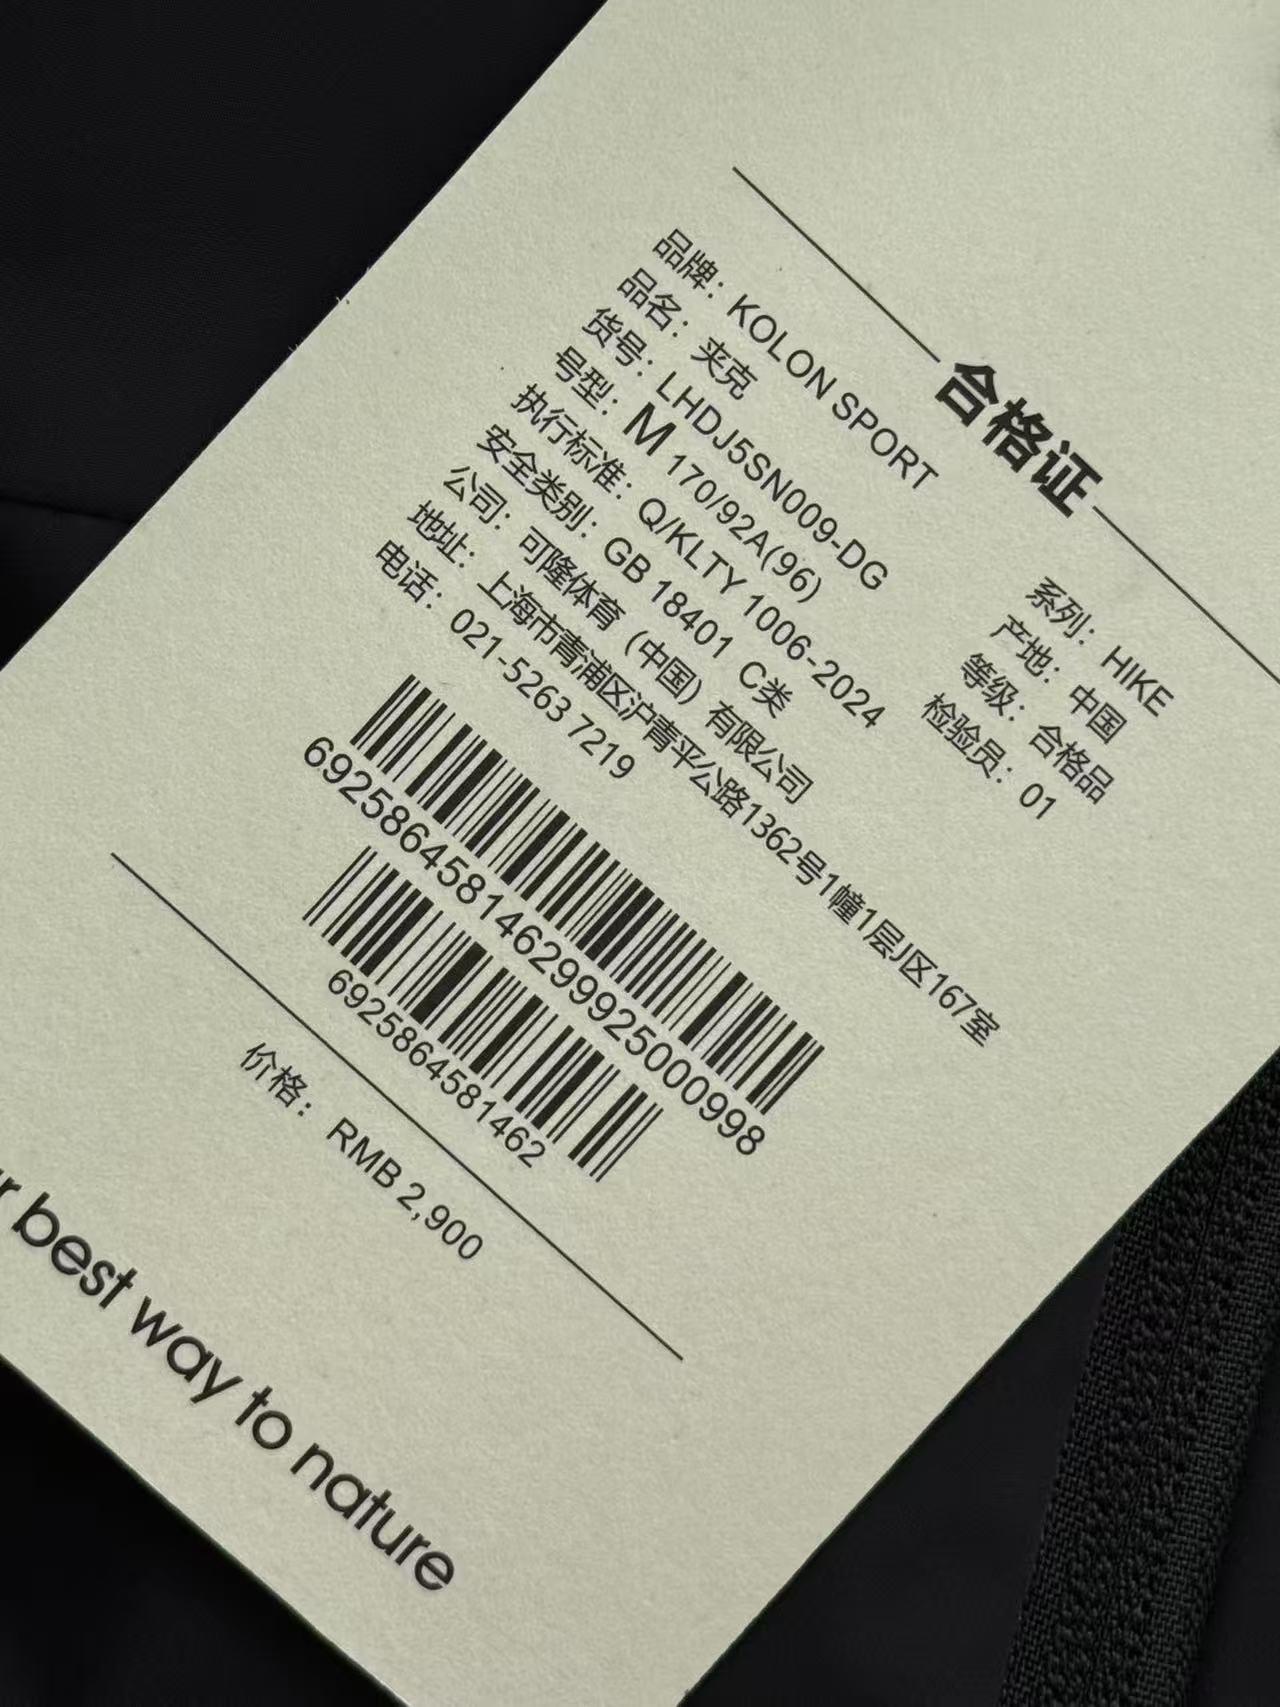 合格证
品牌：KOLON SPORT
品名：夹克
货号：LHDJ5SN009-DG
号型：M 170/92A(96)
执行标准：Q/KLTY 1006-2024
安全类别：GB 18401 C类
公司：可隆体育（中国）有限公司
地址：上海市青浦区沪青平公路1362号1幢1层J区167室
电话：021-5263 7219
系列：HIKE
产地：中国
等级：合格品
检验员：01
69258645814629992500​0998
6925864581462
价格：RMB 2,900
best way to nature